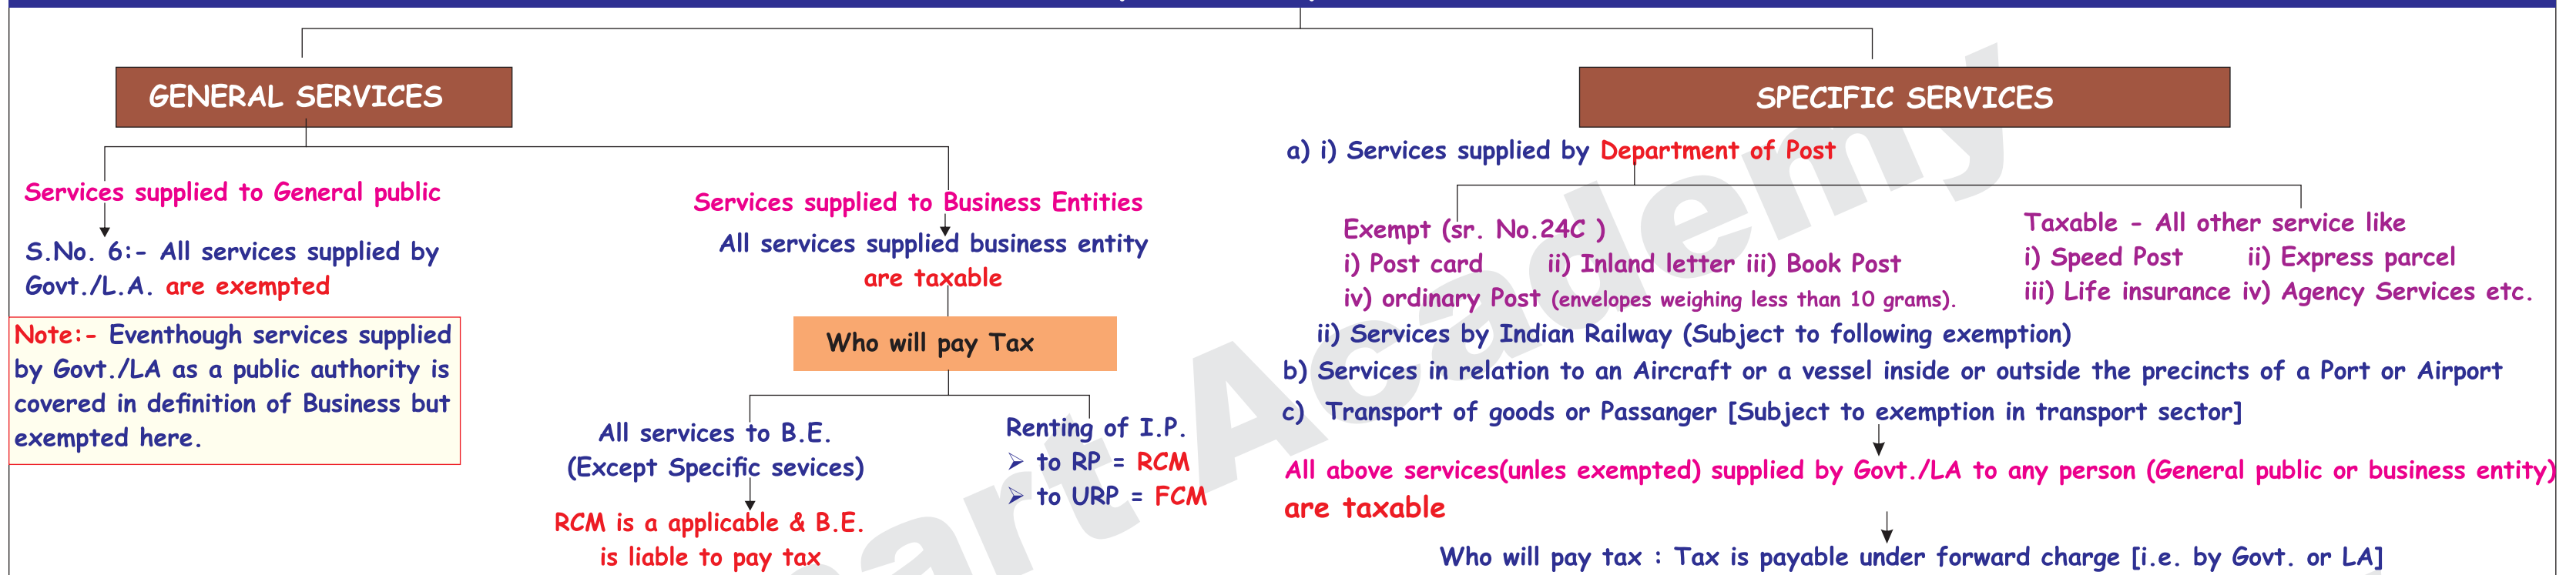 GENERAL SERVICES
Services supplied to General public
S.No. 6:- All services supplied by
Govt./L.A. are exempted
Note:- Eventhough services supplied
by Govt./LA as a public authority is
covered in definition of Business but
exempted here.
Services supplied to Business Entities
All services supplied business entity
are taxable
Who will pay Tax
All services to B.E.
(Except Specific sevices)
RCM is a applicable & B.E.
is liable to pay tax
Renting of I.P.
➢ to RP = RCM
➢ to URP = FCM
SPECIFIC SERVICES
a) i) Services supplied by Department of Post
Exempt (sr. No.24C )
i) Post card ii) Inland letter iii) Book Post
iv) ordinary Post (envelopes weighing less than 10 grams).
Taxable - All other service like
i) Speed Post ii) Express parcel
iii) Life insurance iv) Agency Services etc.
ii) Services by Indian Railway (Subject to following exemption)
b) Services in relation to an Aircraft or a vessel inside or outside the precincts of a Port or Airport
c) Transport of goods or Passanger [Subject to exemption in transport sector]
All above services(unles exempted) supplied by Govt./LA to any person (General public or business entity)
are taxable
Who will pay tax : Tax is payable under forward charge [i.e. by Govt. or LA]
art Academy